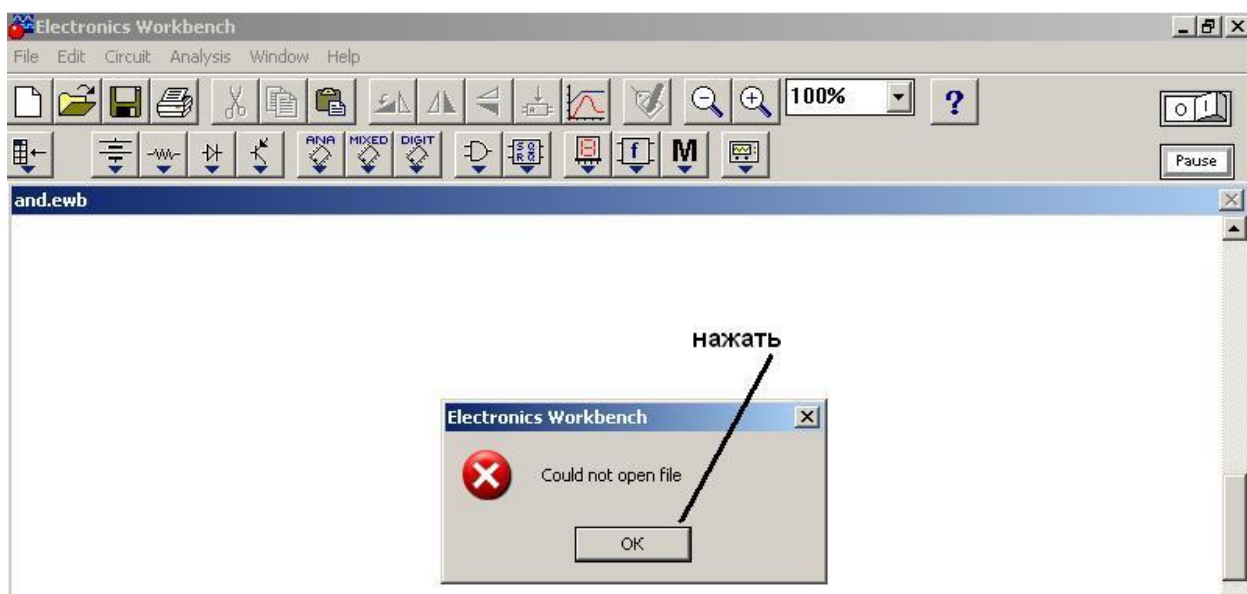 Electronics Workbench
File Edit Circuit Analysis Window Help
100% ?
ANA MIXED DIGIT M
Pause
and.ewb
нажать
Electronics Workbench
Could not open file
OK